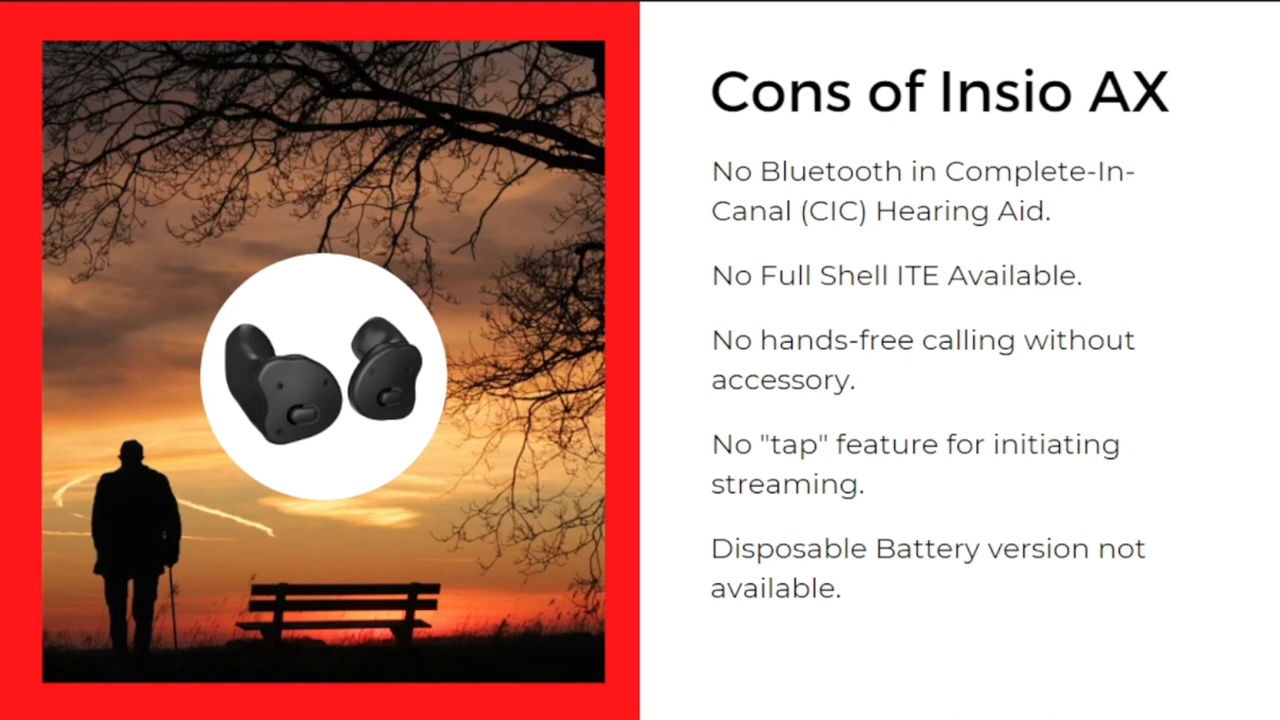 Cons of Insio AX
No Bluetooth in Complete-In-
Canal (CIC) Hearing Aid.
No Full Shell ITE Available.
No hands-free calling without
accessory.
No "tap" feature for initiating
streaming.
Disposable Battery version not
available.